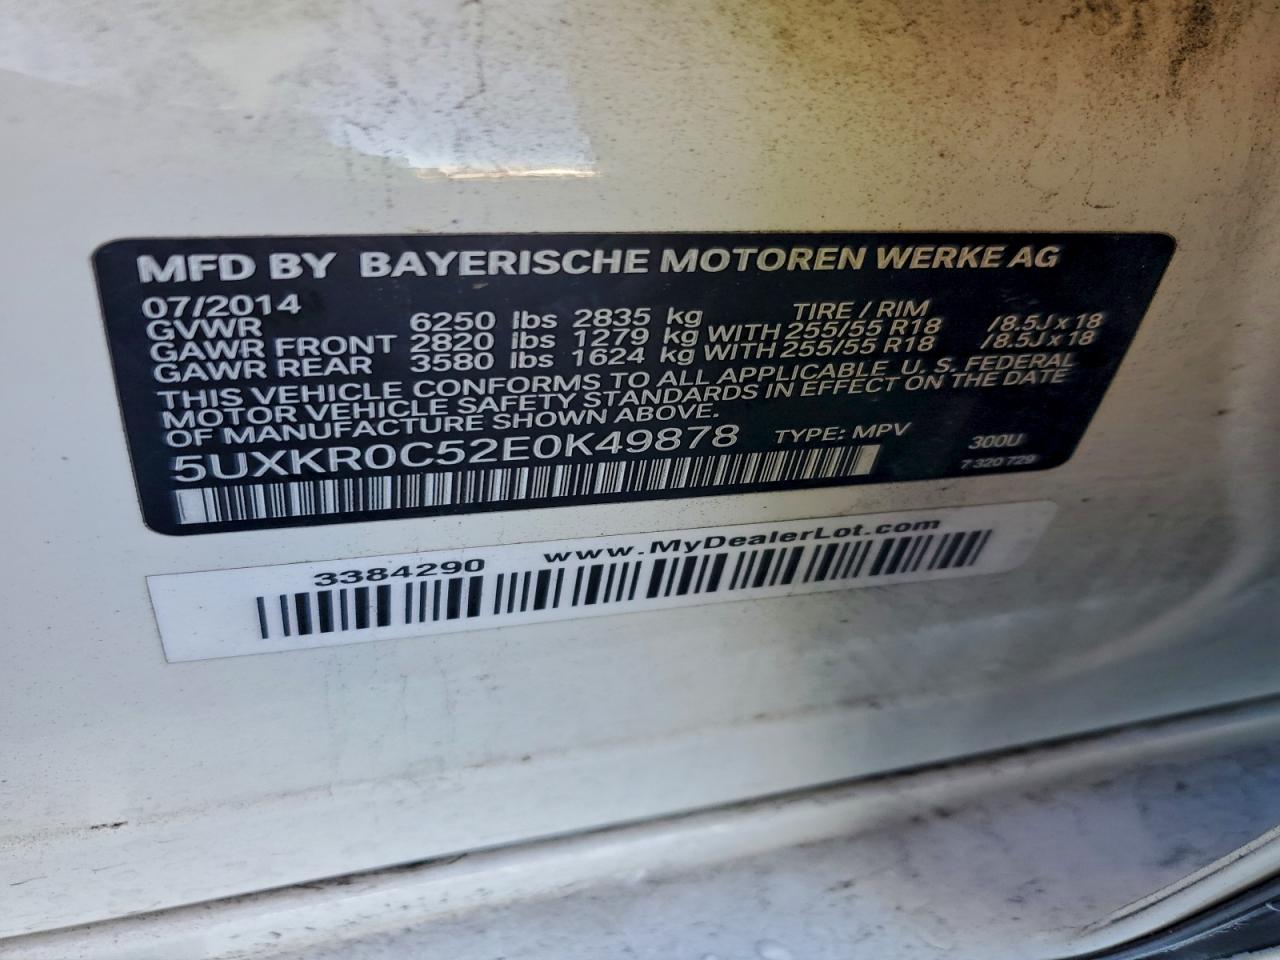 MFD BY BAYERISCHE MOTOREN WERKE AG
07/2014 TIRE / RIM
GVWR 6250 lbs 2835 kg
GAWR FRONT 2820 lbs 1279 kg WITH 255/55 R18 /8.5J x 18
GAWR REAR 3580 lbs 1624 kg WITH 255/55 R18 /8.5J x 18
THIS VEHICLE CONFORMS TO ALL APPLICABLE U. S. FEDERAL
MOTOR VEHICLE SAFETY STANDARDS IN EFFECT ON THE DATE
OF MANUFACTURE SHOWN ABOVE.
5UXKR0C52E0K49878 TYPE: MPV 300U
7 320 729
3384290 www.MyDealerLot.com